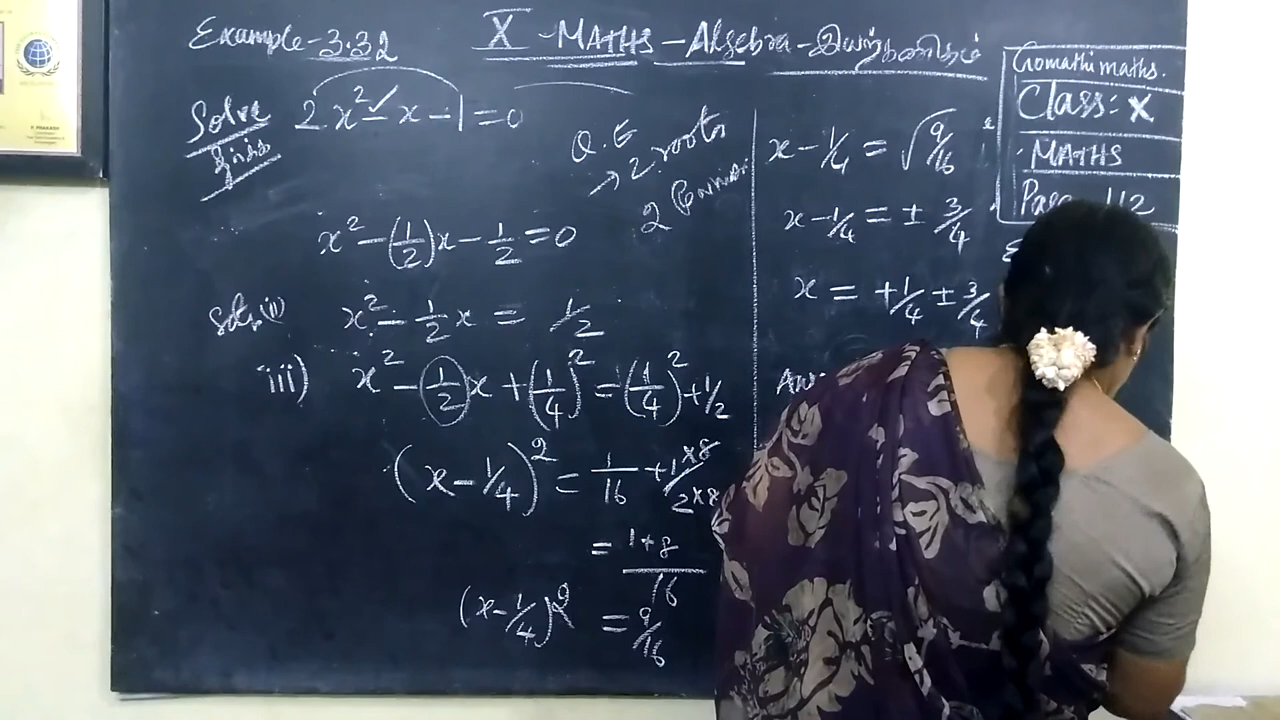 Example-3.32
X - MATHS - Algebra - இயற்கணிதம்
Solve
தீர்க்க
2x² - x - 1 = 0
Q.E
→ 2 roots
2
x² - (1/2)x - 1/2 = 0
x² - 1/2 x = 1/2
iii) x² - (1/2)x + (1/4)² = (1/4)² + 1/2
(x - 1/4)² = 1/16 + 1×8/2×8
= 1+8/16
(x - 1/4)² = 9/16
x - 1/4 = √9/16
x - 1/4 = ± 3/4
x = +1/4 ± 3/4
Gomathi maths.
Class: X
MATHS
112